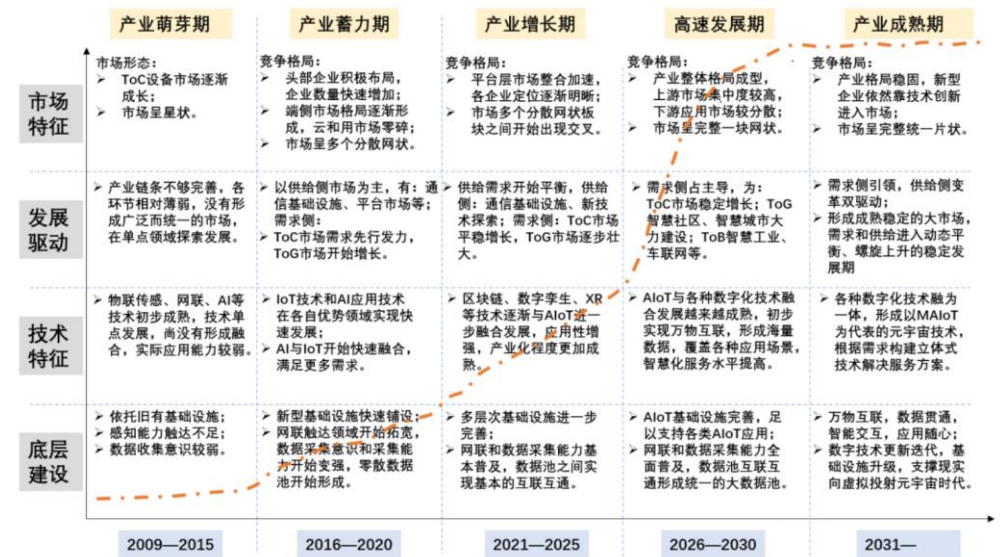 产业萌芽期
产业蓄力期
产业增长期
高速发展期
产业成熟期
市场
特征
市场形态：
➢ ToC设备市场逐渐
成长；
➢ 市场呈星状。
竞争格局：
➢ 头部企业积极布局，
企业数量快速增加；
➢ 端侧市场格局逐渐形
成，云和用市场零碎；
➢ 市场呈多个分散网状。
竞争格局：
➢ 平台层市场整合加速，
各企业定位逐渐明晰；
➢ 市场多个分散网状板
块之间开始出现交叉。
竞争格局：
➢ 产业整体格局成型，
上游市场集中度较高，
下游应用市场较分散；
➢ 市场呈完整一块网状。
竞争格局：
➢ 产业格局稳固，新型
企业依然靠技术创新
进入市场；
➢ 市场呈完整统一片状。
发展
驱动
➢ 产业链条不够完善，各
环节相对薄弱，没有形
成广泛而统一的市场，
在单点领域探索发展。
➢ 以供给侧市场为主，有：通
信基础设施、平台市场等；
需求侧：
➢ ToC市场需求先行发力，
ToG市场开始增长。
➢ 供给需求开始平衡，供给
侧：通信基础设施、新技
术探索；需求侧：ToC市场
平稳增长，ToG市场逐步壮
大。
➢ 需求侧占主导，为：
ToC市场稳定增长；ToG
智慧社区、智慧城市大
力建设；ToB智慧工业、
车联网等。
➢ 需求侧引领，供给侧变
革双驱动；
➢ 形成成熟稳定的大市场，
需求和供给进入动态平
衡、螺旋上升的稳定发
展期
技术
特征
➢ 物联传感、网联、AI等
技术初步成熟，技术单
点发展，尚没有形成融
合，实际应用能力较弱。
➢ IoT技术和AI应用技术
在各自优势领域实现快
速发展；
➢ AI与IoT开始快速融合，
满足更多需求。
➢ 区块链、数字孪生、XR
等技术逐渐与AIoT进一
步融合发展，应用性增
强，产业化程度更加成
熟。
➢ AIoT与各种数字化技术融
合发展越来越成熟，初步
实现万物互联，形成海量
数据，覆盖各种应用场景，
智慧化服务水平提高。
➢ 各种数字化技术融为
一体，形成以MAIoT
为代表的元宇宙技术，
根据需求构建立体式
技术解决服务方案。
底层
建设
➢ 依托旧有基础设施；
➢ 感知能力触达不足；
➢ 数据收集意识较弱。
➢ 新型基础设施快速铺设；
➢ 网联触达领域开始拓宽，
数据采集意识和采集能
力开始变强，零散数据
池开始形成。
➢ 多层次基础设施进一步
完善；
➢ 网联和数据采集能力基
本普及，数据池之间实
现基本的互联互通。
➢ AIoT基础设施完善，足
以支持各类AIoT应用；
➢ 网联和数据采集能力全
面普及，数据池互联互
通形成统一的大数据池。
➢ 万物互联，数据贯通，
智能交互，应用随心；
➢ 数字技术更新迭代，基
础设施升级，支撑现实
向虚拟投射元宇宙时代。
2009—2015
2016—2020
2021—2025
2026—2030
2031—